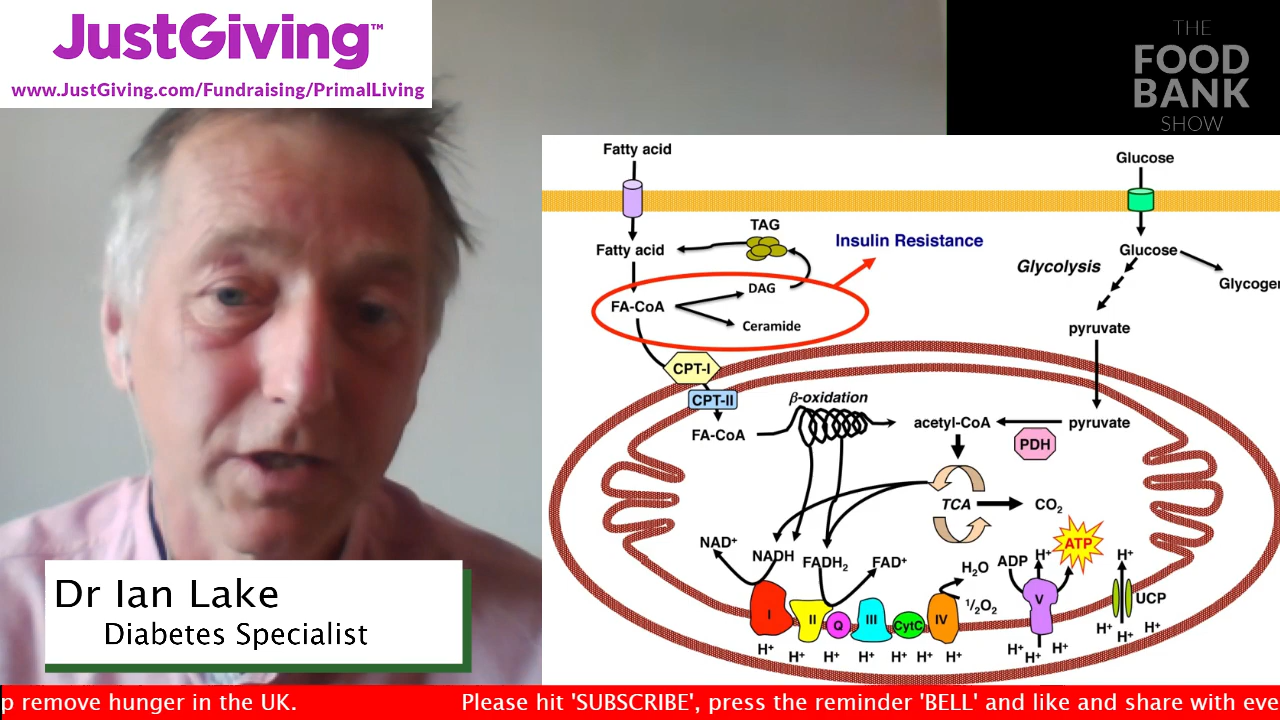 JustGiving™
www.JustGiving.com/Fundraising/PrimalLiving
THE
FOOD
BANK
SHOW
Fatty acid
Glucose
TAG
Insulin Resistance
Fatty acid
Glucose
Glycolysis
DAG
Glycogen
FA-CoA
Ceramide
pyruvate
CPT-I
CPT-II
β-oxidation
FA-CoA
acetyl-CoA
pyruvate
PDH
TCA
CO₂
ATP
NAD⁺
NADH
FADH₂
FAD⁺
H₂O
ADP
H⁺
H⁺
½O₂
I
II
Q
III
CytC
IV
V
UCP
H⁺
H⁺
H⁺
H⁺
H⁺
H⁺
H⁺
H⁺
H⁺
H⁺
H⁺
H⁺
Dr Ian Lake
Diabetes Specialist
p remove hunger in the UK.
Please hit 'SUBSCRIBE', press the reminder 'BELL' and like and share with eve